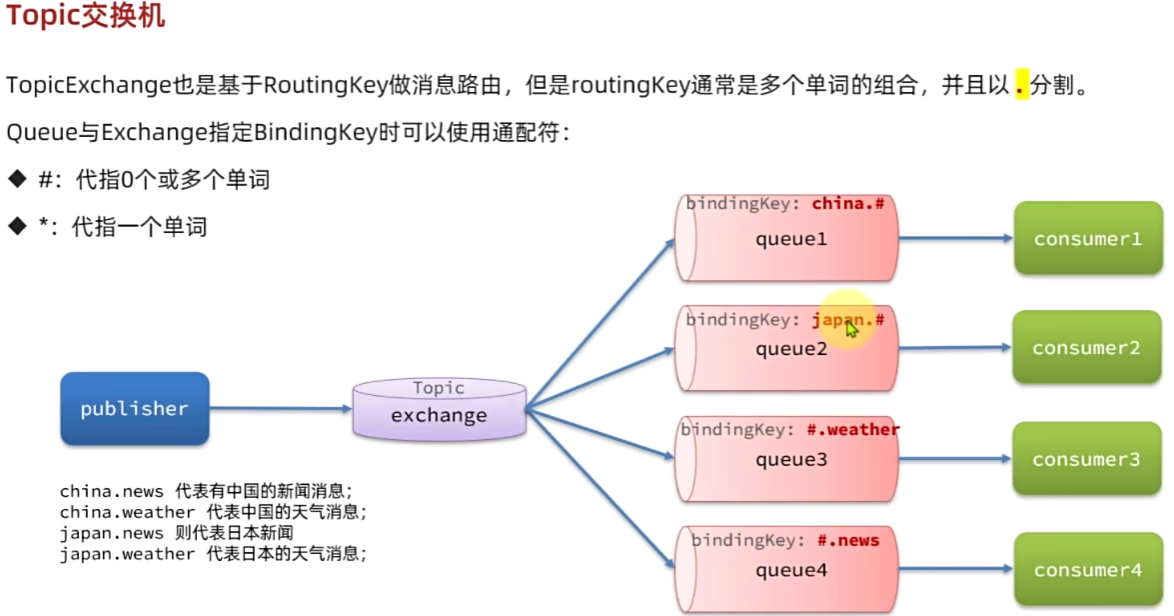 Topic交换机
TopicExchange也是基于RoutingKey做消息路由，但是routingKey通常是多个单词的组合，并且以 . 分割。
Queue与Exchange指定BindingKey时可以使用通配符：
◆ #：代指0个或多个单词
◆ *：代指一个单词
bindingKey: china.#
queue1
consumer1
bindingKey: japan.#
queue2
consumer2
publisher
Topic
exchange
bindingKey: #.weather
queue3
consumer3
bindingKey: #.news
queue4
consumer4
china.news 代表有中国的新闻消息;
china.weather 代表中国的天气消息;
japan.news 则代表日本新闻
japan.weather 代表日本的天气消息;